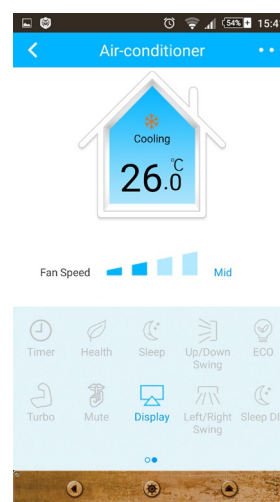 54% 15:4
Air-conditioner
Cooling
26.0 °C
Fan Speed Mid
Timer Health Sleep Up/Down ECO
Swing
Turbo Mute Display Left/Right Sleep DI
Swing